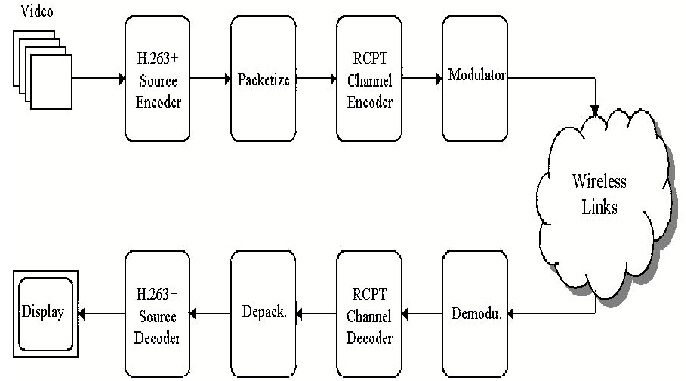 Video
H.263+
Source
Encoder
Packetize
RCPT
Channel
Encoder
Modulator
Wireless
Links
Display
H.263+
Source
Decoder
Depack.
RCPT
Channel
Decoder
Demodu.